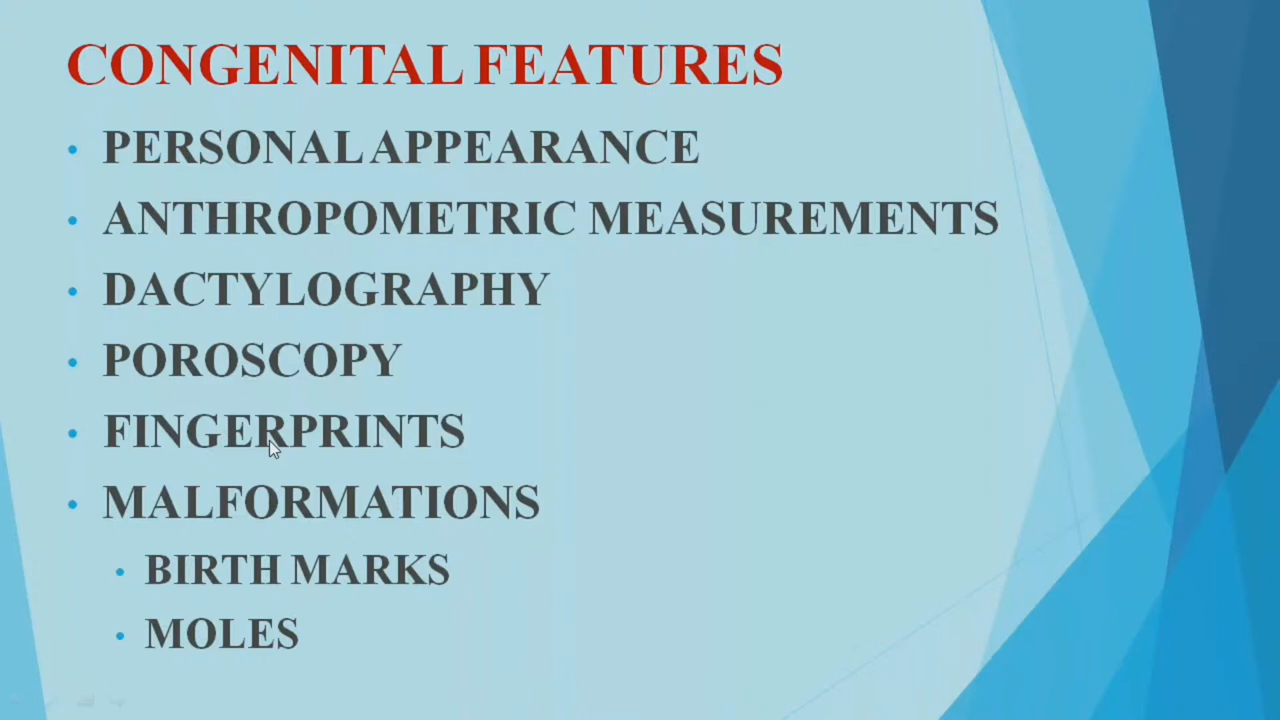 CONGENITAL FEATURES
• PERSONAL APPEARANCE
• ANTHROPOMETRIC MEASUREMENTS
• DACTYLOGRAPHY
• POROSCOPY
• FINGERPRINTS
• MALFORMATIONS
• BIRTH MARKS
• MOLES